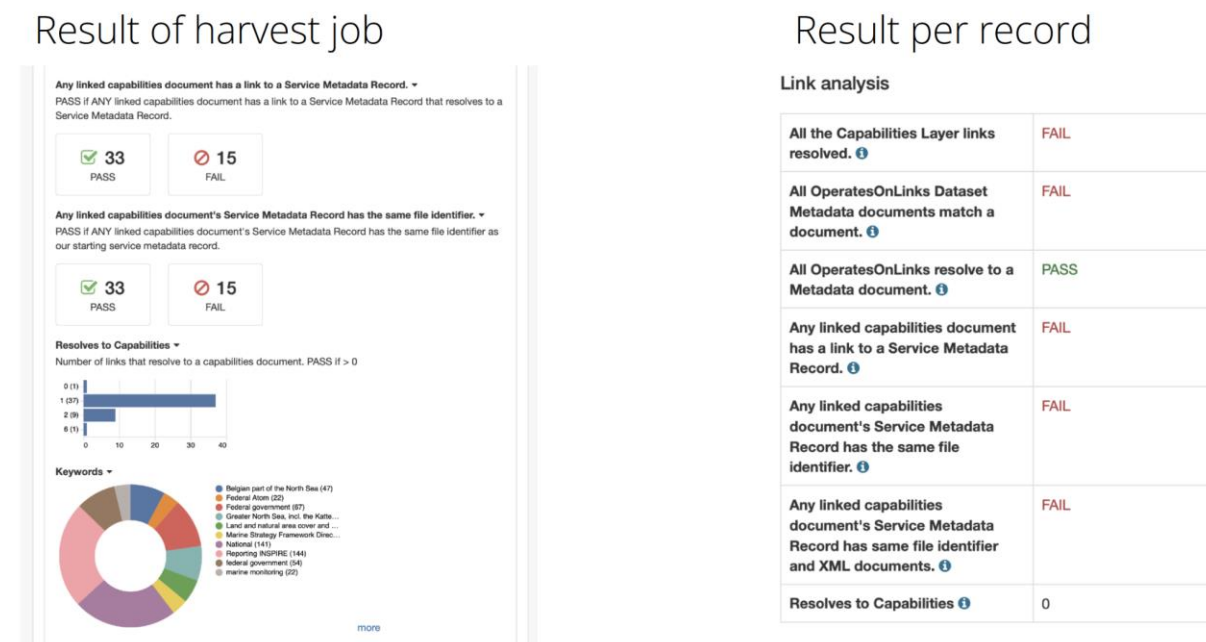 Result of harvest job
Any linked capabilities document has a link to a Service Metadata Record.
PASS if ANY linked capabilities document has a link to a Service Metadata Record that resolves to a
Service Metadata Record.
33
PASS
15
FAIL
Any linked capabilities document's Service Metadata Record has the same file identifier.
PASS if ANY linked capabilities document's Service Metadata Record has the same file identifier as
our starting service metadata record.
33
PASS
15
FAIL
Resolves to Capabilities
Number of links that resolve to a capabilities document. PASS if > 0
0 (1)
1 (37)
2 (9)
6 (1)
0 10 20 30 40
Keywords
Belgian part of the North Sea (47)
Federal Atom (22)
Federal government (67)
Greater North Sea, incl. the Katte...
Land and natural area cover and ...
Marine Strategy Framework Direc...
National (141)
Reporting INSPIRE (144)
federal government (54)
marine monitoring (22)
more
Result per record
Link analysis
All the Capabilities Layer links
resolved.
FAIL
All OperatesOnLinks Dataset
Metadata documents match a
document.
FAIL
All OperatesOnLinks resolve to a
Metadata document.
PASS
Any linked capabilities document
has a link to a Service Metadata
Record.
FAIL
Any linked capabilities
document's Service Metadata
Record has the same file
identifier.
FAIL
Any linked capabilities
document's Service Metadata
Record has same file identifier
and XML documents.
FAIL
Resolves to Capabilities
0